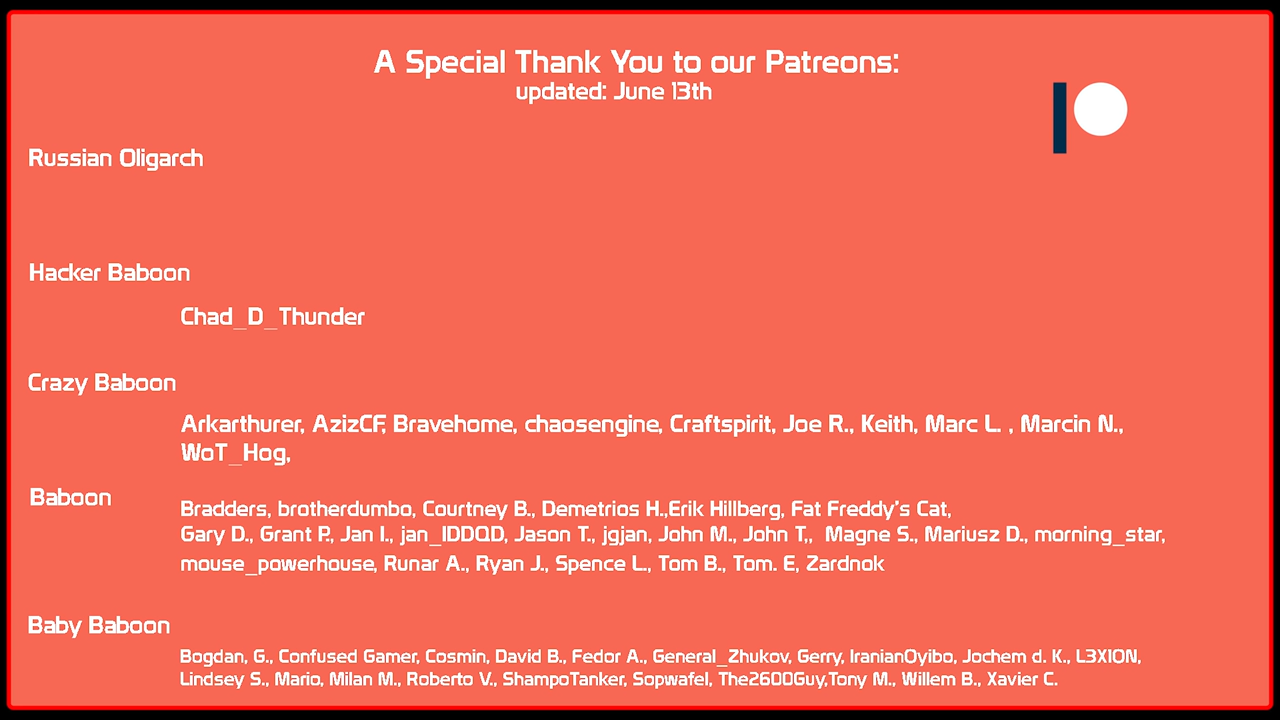 A Special Thank You to our Patreons:
updated: June 13th
Russian Oligarch
Hacker Baboon
Chad_D_Thunder
Crazy Baboon
Arkarthurer, AzizCF, Bravehome, chaosengine, Craftspirit, Joe R., Keith, Marc L. , Marcin N.,
WoT_Hog,
Baboon
Bradders, brotherdumbo, Courtney B., Demetrios H.,Erik Hillberg, Fat Freddy's Cat,
Gary D., Grant P., Jan I., jan_IDDQD, Jason T., jgjan, John M., John T,,  Magne S., Mariusz D., morning_star,
mouse_powerhouse, Runar A., Ryan J., Spence L., Tom B., Tom. E, Zardnok
Baby Baboon
Bogdan, G., Confused Gamer, Cosmin, David B., Fedor A., General_Zhukov, Gerry, IranianOyibo, Jochem d. K., L3X1ON,
Lindsey S., Mario, Milan M., Roberto V., ShampoTanker, Sopwafel, The2600Guy,Tony M., Willem B., Xavier C.